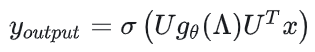 y_{output} = σ (U g_θ(Λ) U^T x)